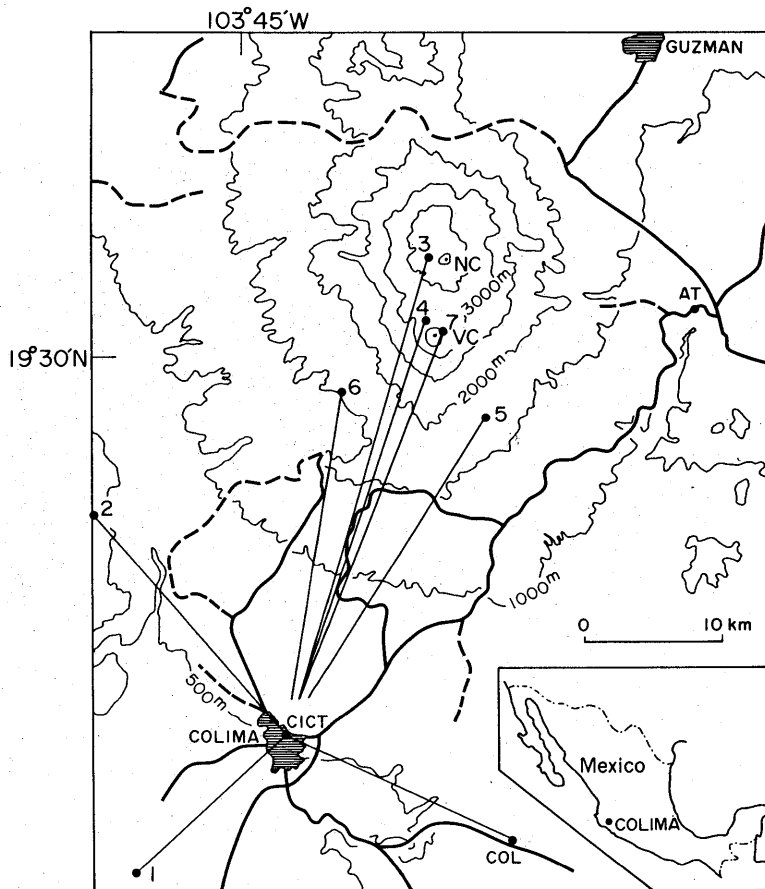 103°45'W
GUZMAN
3
NC
3000m
4
7
VC
AT
19°30'N
2000m
6
5
2
1000m
0 10 km
500m
CICT
COLIMA
Mexico
COLIMA
COL
1